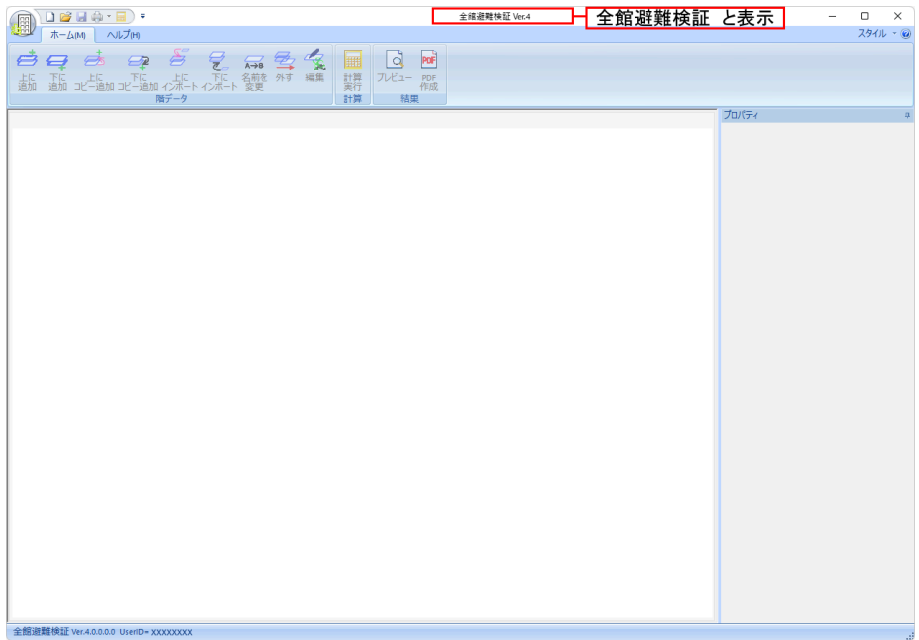 全館避難検証 Ver.4
全館避難検証 と表示
ホーム(M) ヘルプ(H)
スタイル
上に追加
下に追加
上にコピー追加
下にコピー追加
上にインポート
下にインポート
A→B
名前を変更
外す
編集
計算実行
プレビュー
PDF
PDF作成
階データ
計算
結果
プロパティ
全館避難検証 Ver.4.0.0.0 UserID= XXXXXXXX